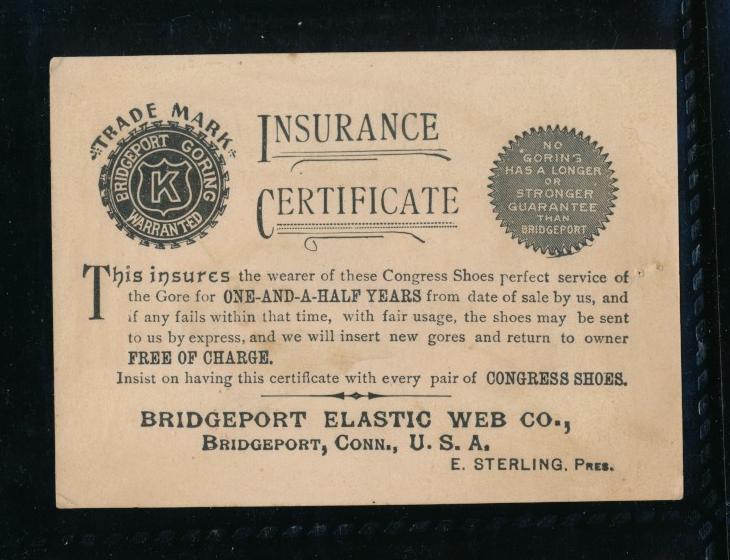 TRADE MARK
BRIDGEPORT GORING
K
WARRANTED
INSURANCE
CERTIFICATE
NO
GORING
HAS A LONGER
OR
STRONGER
GUARANTEE
THAN
BRIDGEPORT
This insures the wearer of these Congress Shoes perfect service of
the Gore for ONE-AND-A-HALF YEARS from date of sale by us, and
if any fails within that time, with fair usage, the shoes may be sent
to us by express, and we will insert new gores and return to owner
FREE OF CHARGE.
Insist on having this certificate with every pair of CONGRESS SHOES.
BRIDGEPORT ELASTIC WEB CO.,
BRIDGEPORT, CONN., U. S. A.
E. STERLING, PRES.